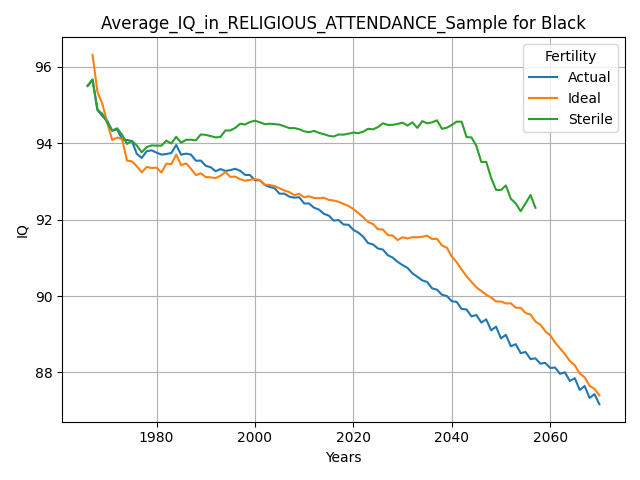 Average_IQ_in_RELIGIOUS_ATTENDANCE_Sample for Black
Fertility
Actual
Ideal
Sterile
IQ
96
94
92
90
88
1980
2000
2020
2040
2060
Years